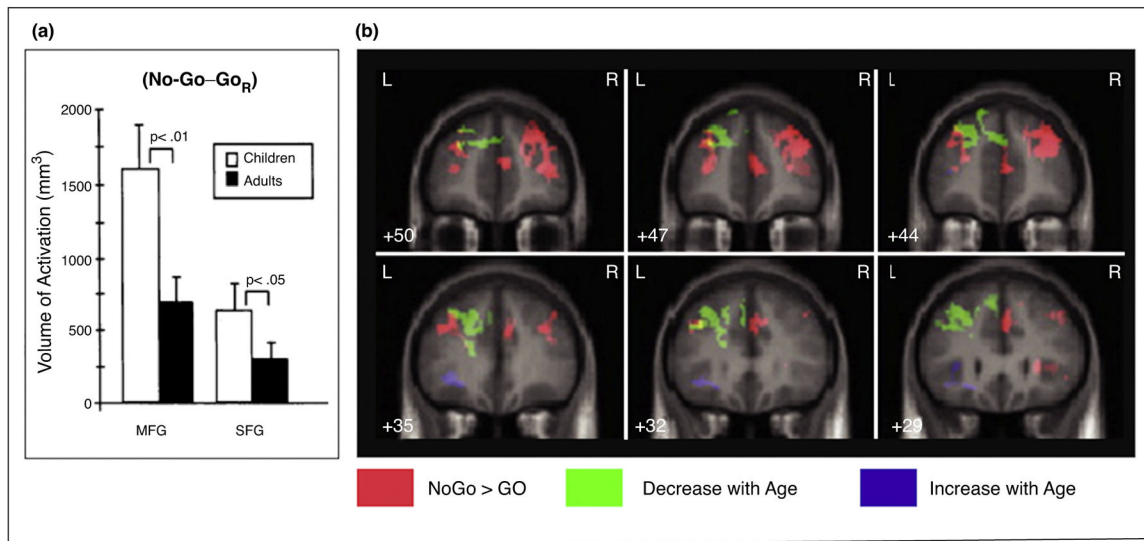 (a)
(No-Go–GoR)
Volume of Activation (mm3)
2000
1500
1000
500
0
p< .01
p< .05
Children
Adults
MFG
SFG
(b)
L R
+50
L R
+47
L R
+44
L R
+35
L R
+32
L R
+29
NoGo > GO
Decrease with Age
Increase with Age